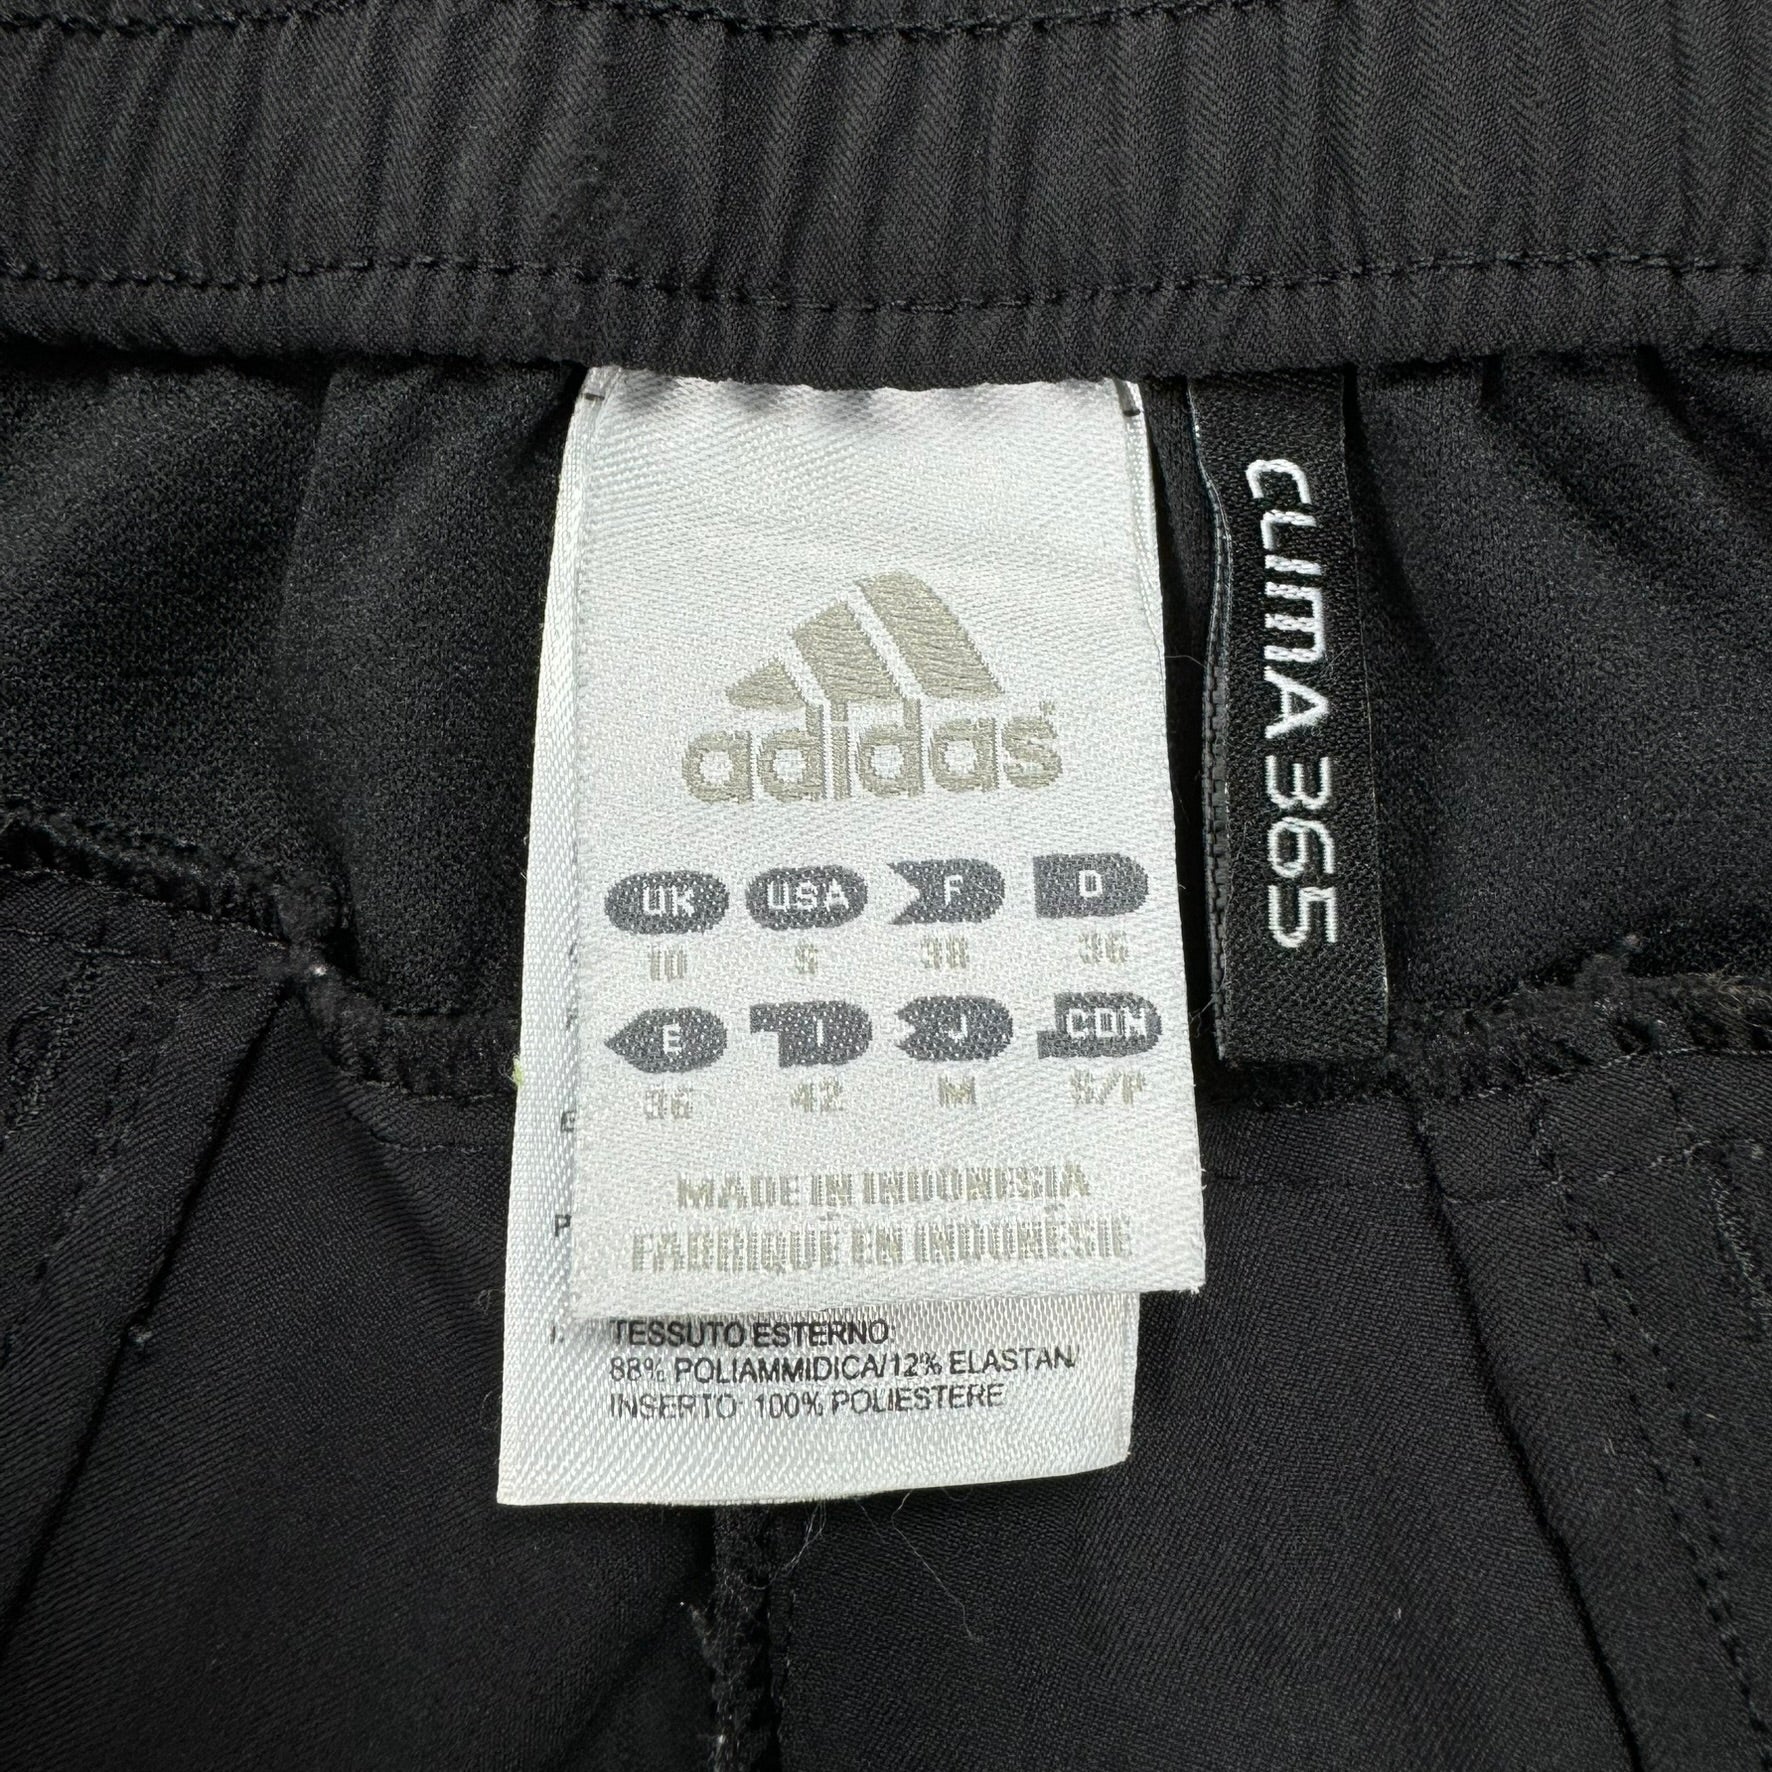 adidas
UK USA F D
10 S 38 36
E I J CDN
36 42 M S/P
MADE IN INDONESIA
FABRIQUÉ EN INDONÉSIE
TESSUTO ESTERNO:
88% POLIAMMIDICA/12% ELASTAN/
INSERTO: 100% POLIESTERE
CLIMA 365